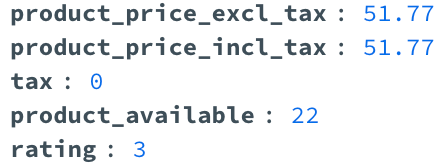 product_price_excl_tax : 51.77
product_price_incl_tax : 51.77
tax : 0
product_available : 22
rating : 3